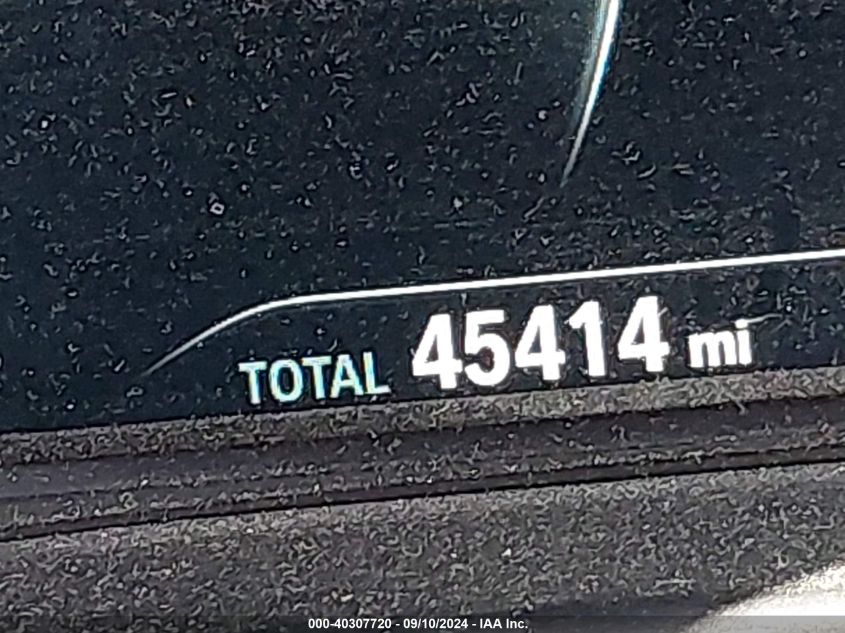 TOTAL 45414 mi
000-40307720 - 09/10/2024 - IAA Inc.